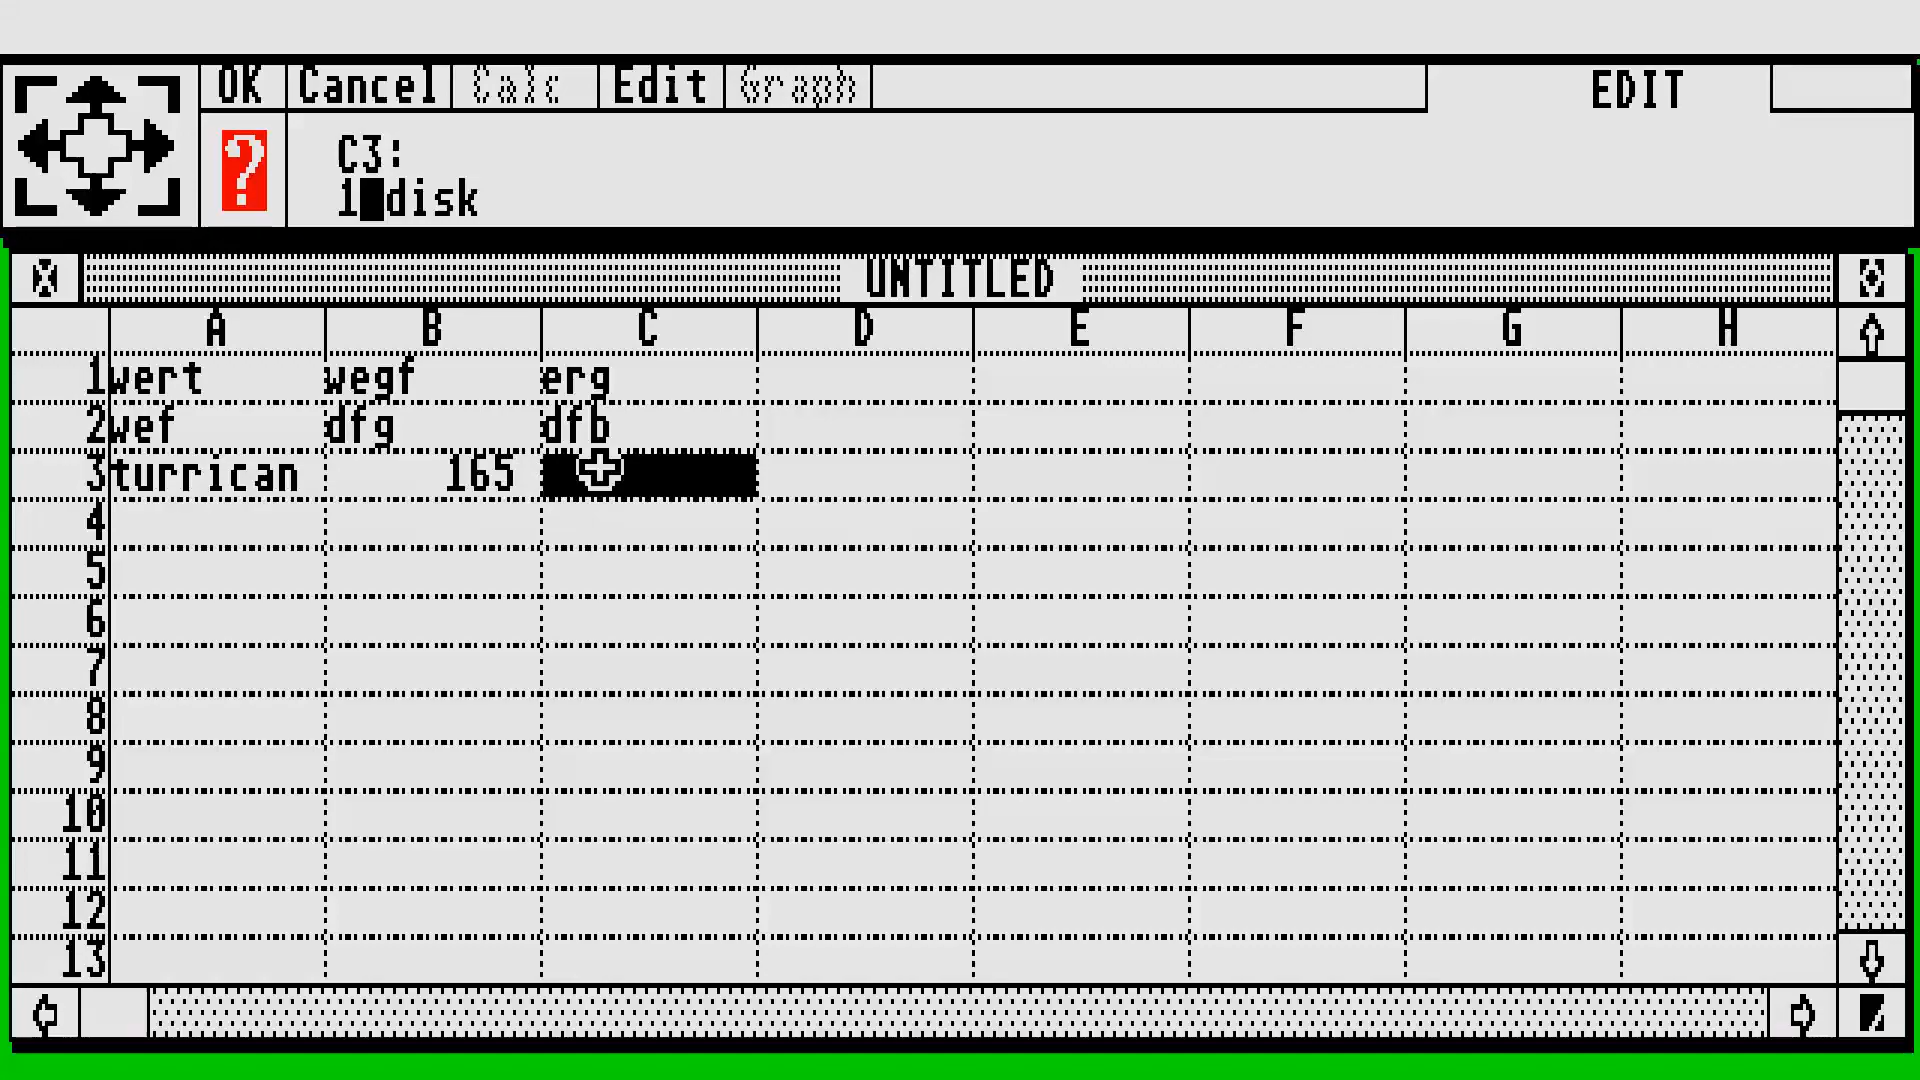 OK Cancel Calc Edit Graph EDIT
?
C3:
1 disk
UNTITLED
A B C D E F G H
1 wert wegf erg
2 wef dfg dfb
3 turrican 165
4
5
6
7
8
9
10
11
12
13